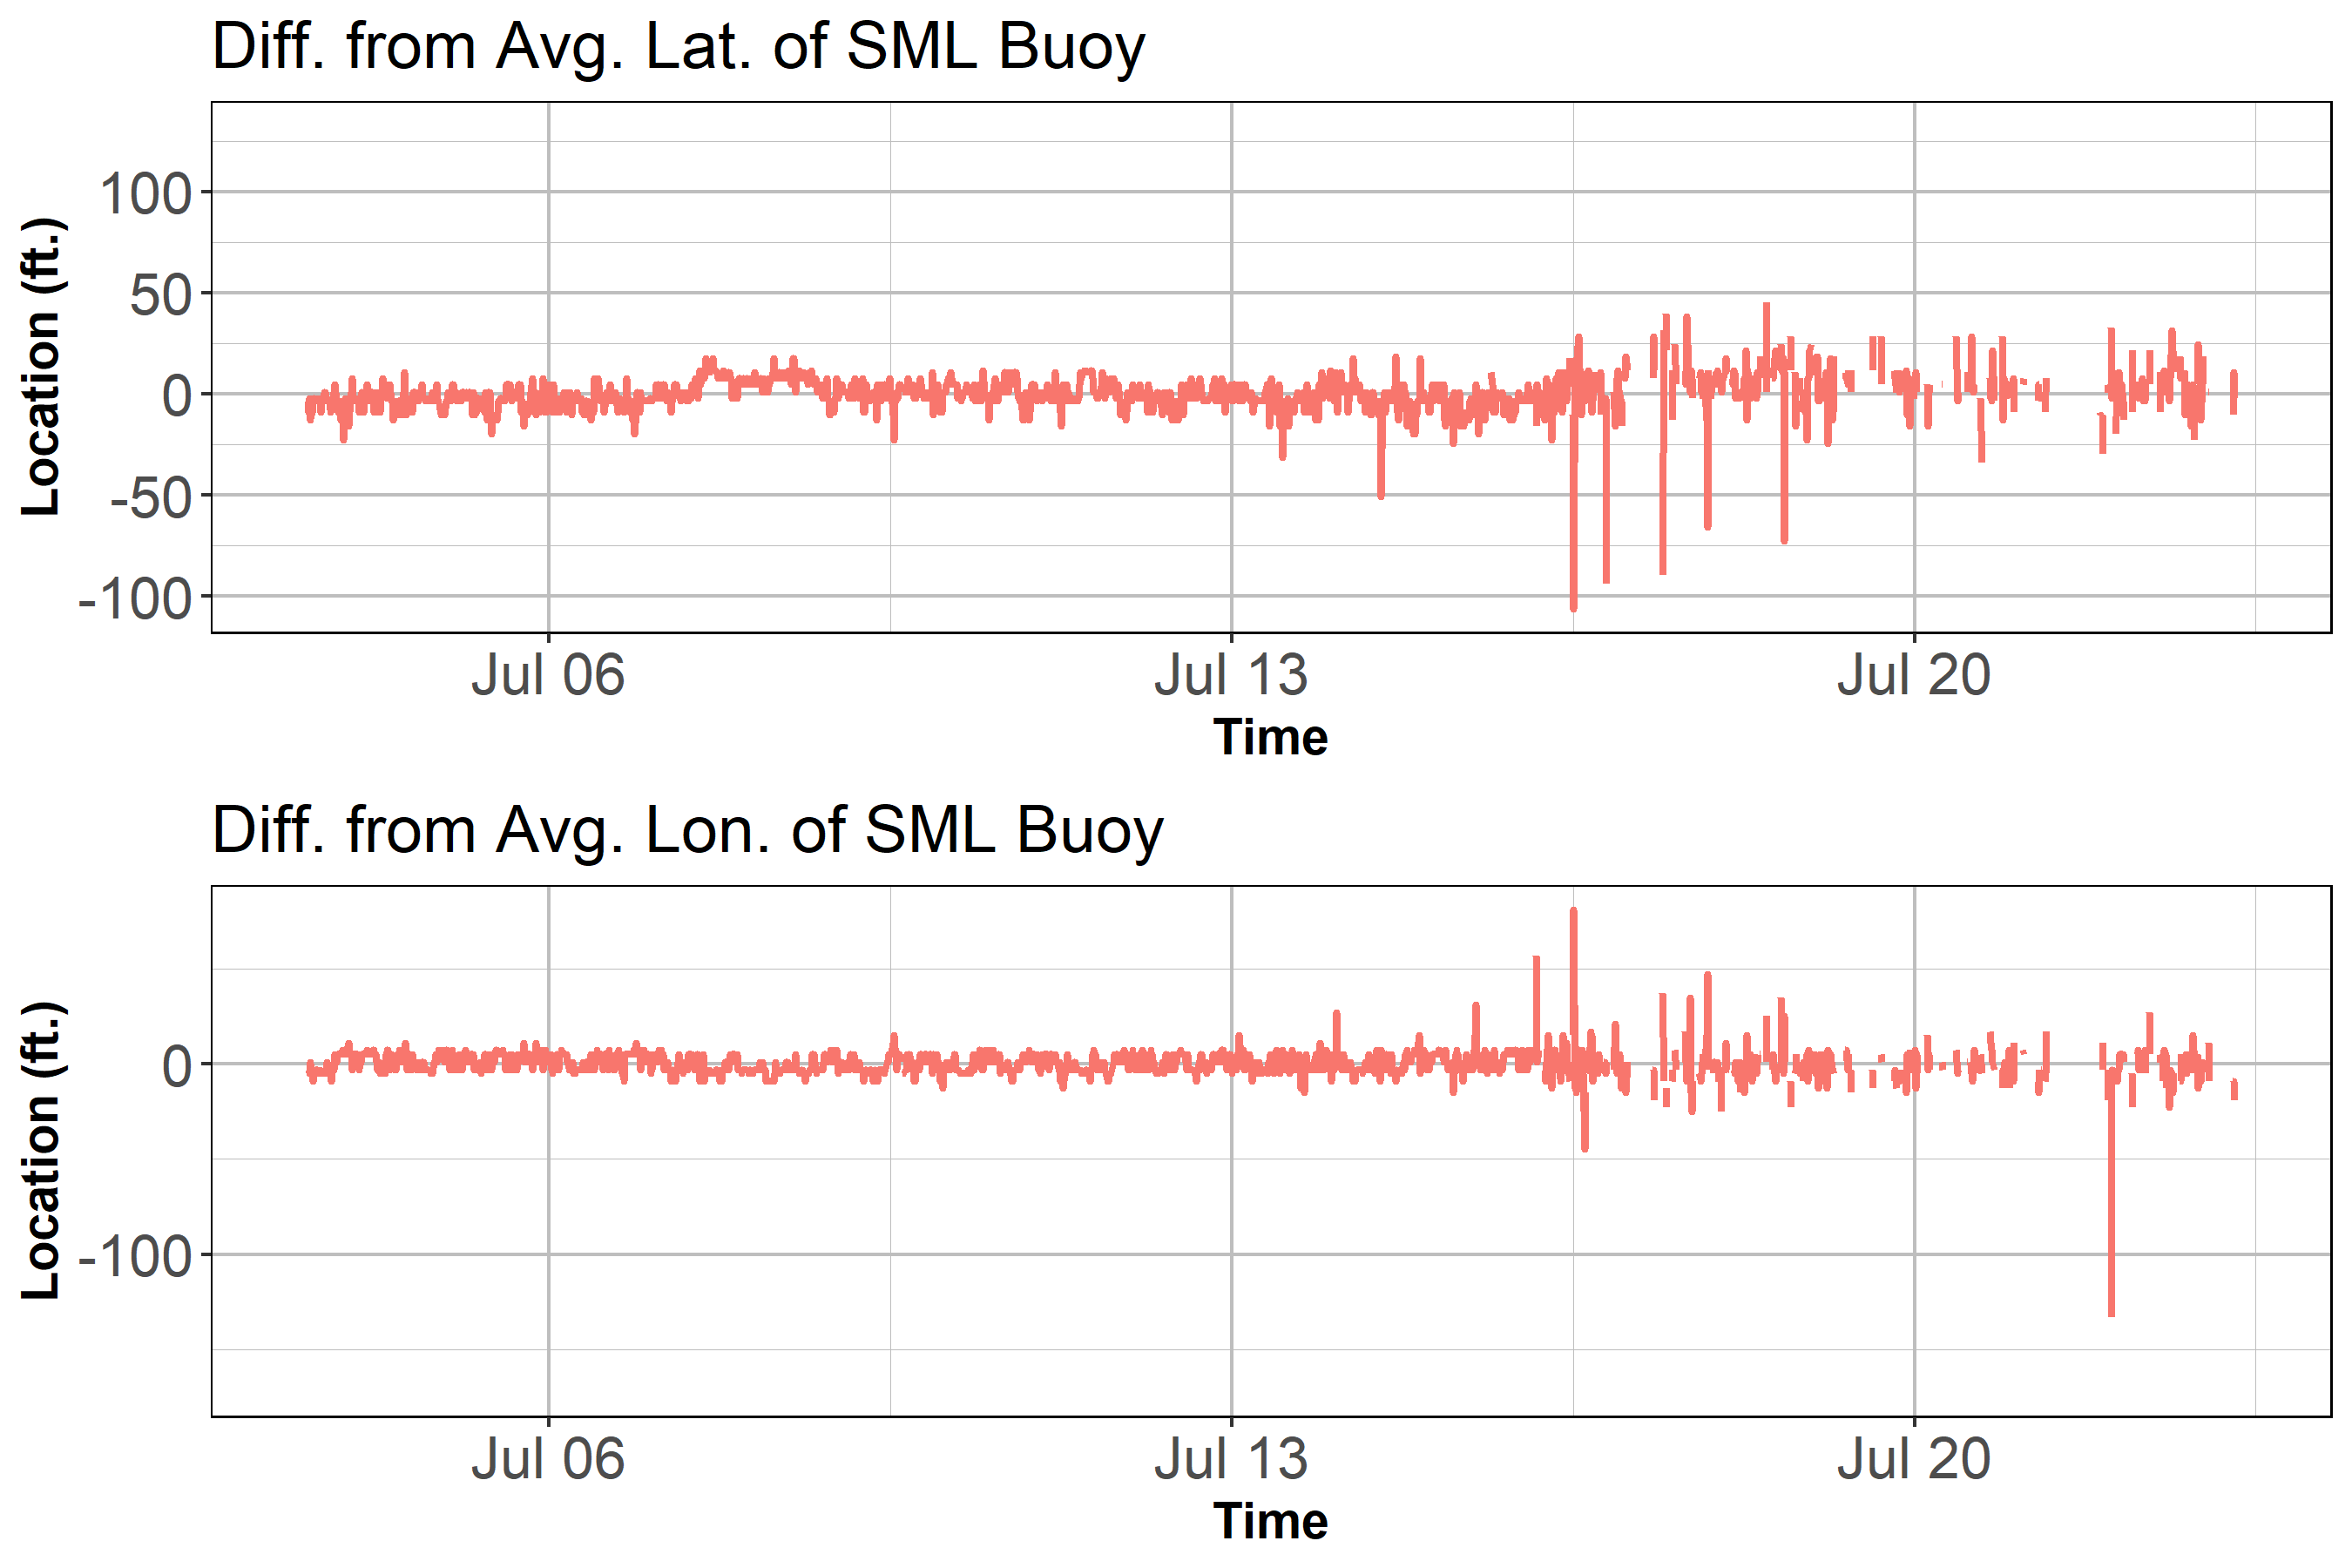 Diff. from Avg. Lat. of SML Buoy
Location (ft.)
100
50
0
-50
-100
Jul 06 Jul 13 Jul 20
Time
Diff. from Avg. Lon. of SML Buoy
Location (ft.)
0
-100
Jul 06 Jul 13 Jul 20
Time